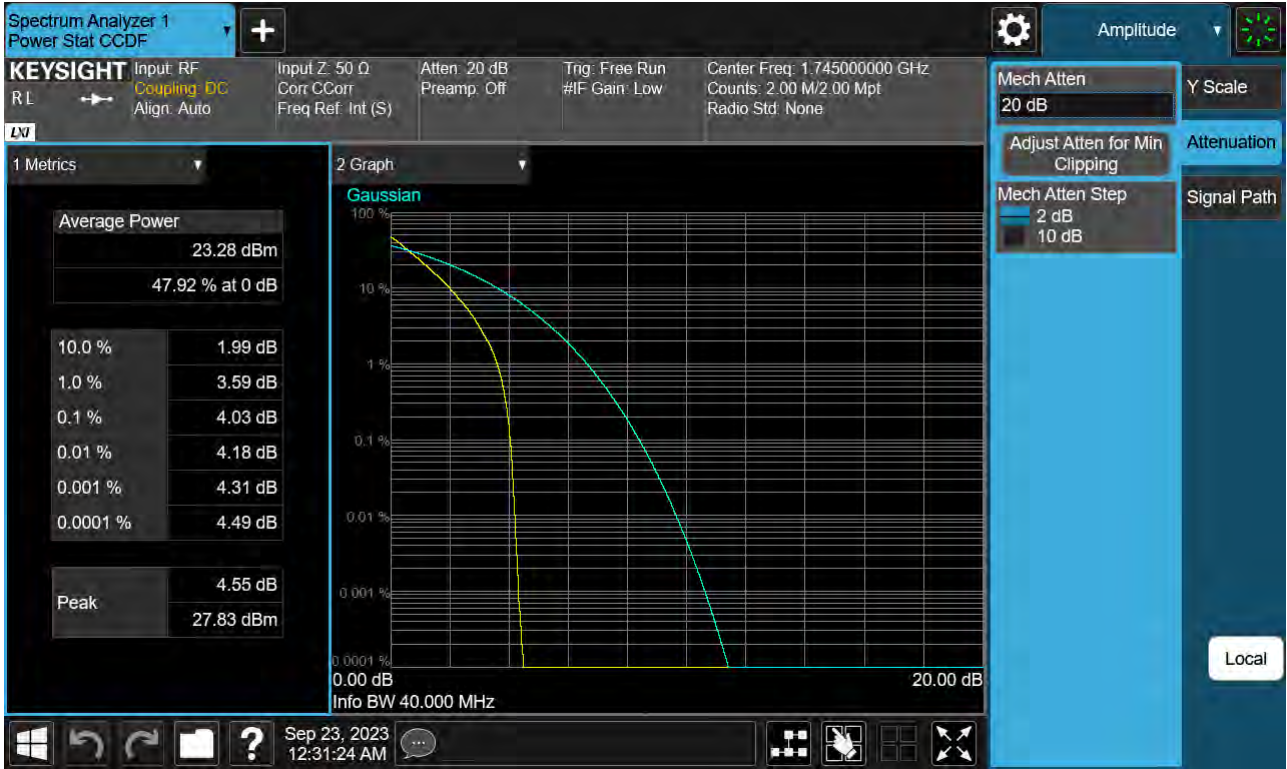 Spectrum Analyzer 1
Power Stat CCDF
Amplitude
KEYSIGHT
R L
LXI
Input: RF
Coupling: DC
Align: Auto
Input Z: 50 Ω
Corr CCorr
Freq Ref: Int (S)
Atten: 20 dB
Preamp: Off
Trig: Free Run
#IF Gain: Low
Center Freq: 1.745000000 GHz
Counts: 2.00 M/2.00 Mpt
Radio Std: None
Mech Atten
20 dB
Adjust Atten for Min
Clipping
Mech Atten Step
2 dB
10 dB
Y Scale
Attenuation
Signal Path
1 Metrics
Average Power
23.28 dBm
47.92 % at 0 dB
10.0 % 1.99 dB
1.0 % 3.59 dB
0.1 % 4.03 dB
0.01 % 4.18 dB
0.001 % 4.31 dB
0.0001 % 4.49 dB
Peak
4.55 dB
27.83 dBm
2 Graph
Gaussian
100 %
10 %
1 %
0.1 %
0.01 %
0.001 %
0.0001 %
0.00 dB 20.00 dB
Info BW 40.000 MHz
Local
?
Sep 23, 2023
12:31:24 AM